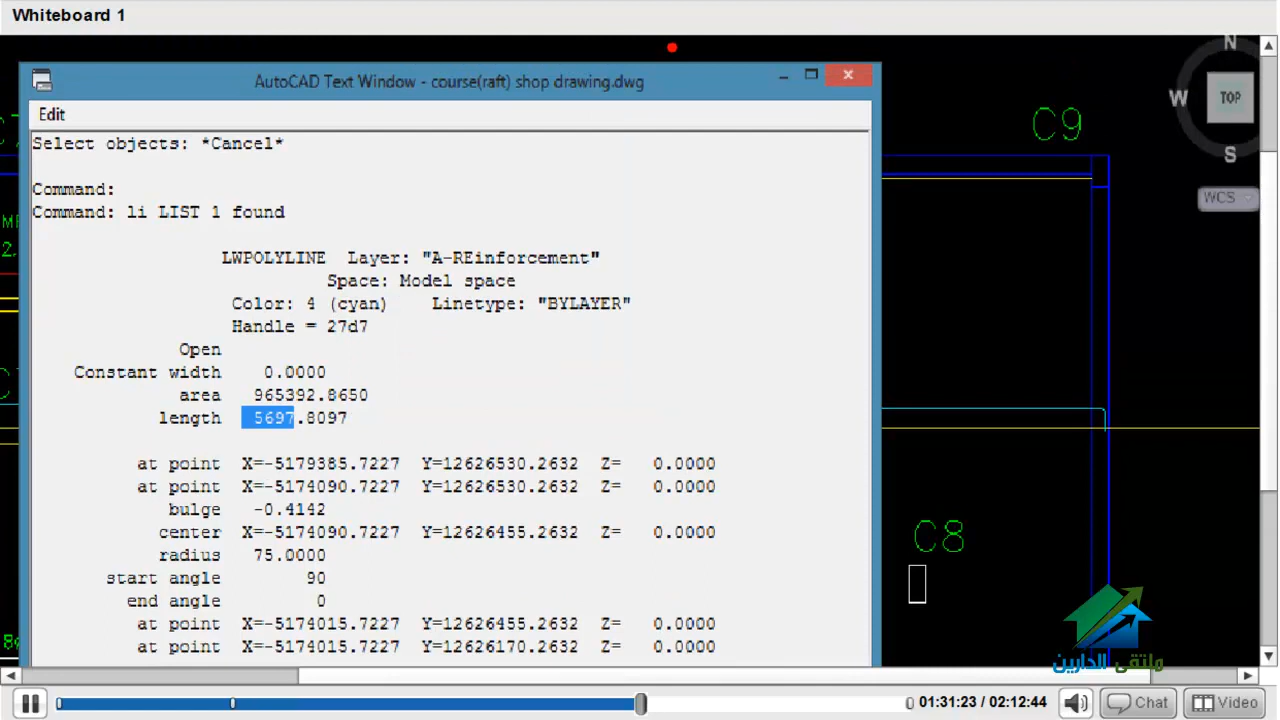 Whiteboard 1
AutoCAD Text Window - course(raft) shop drawing.dwg
Edit
Select objects: *Cancel*
Command:
Command: li LIST 1 found
LWPOLYLINE Layer: "A-REinforcement"
Space: Model space
Color: 4 (cyan) Linetype: "BYLAYER"
Handle = 27d7
Open
Constant width 0.0000
area 965392.8650
length 5697.8097
at point X=-5179385.7227 Y=12626530.2632 Z= 0.0000
at point X=-5174090.7227 Y=12626530.2632 Z= 0.0000
bulge -0.4142
center X=-5174090.7227 Y=12626455.2632 Z= 0.0000
radius 75.0000
start angle 90
end angle 0
at point X=-5174015.7227 Y=12626455.2632 Z= 0.0000
at point X=-5174015.7227 Y=12626170.2632 Z= 0.0000
C9
C8
N
W TOP
S
WCS
ملتقى الدارين
01:31:23 / 02:12:44 Chat Video